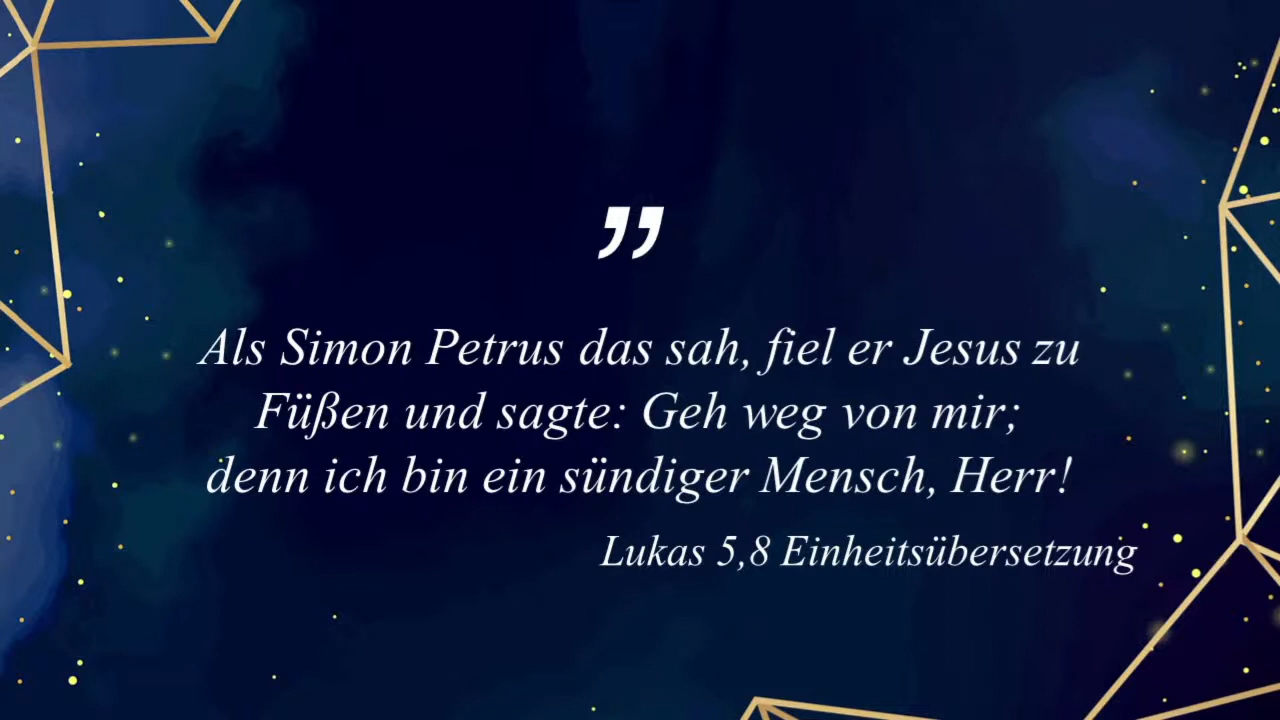 ”
Als Simon Petrus das sah, fiel er Jesus zu
Füßen und sagte: Geh weg von mir;
denn ich bin ein sündiger Mensch, Herr!
Lukas 5,8 Einheitsübersetzung